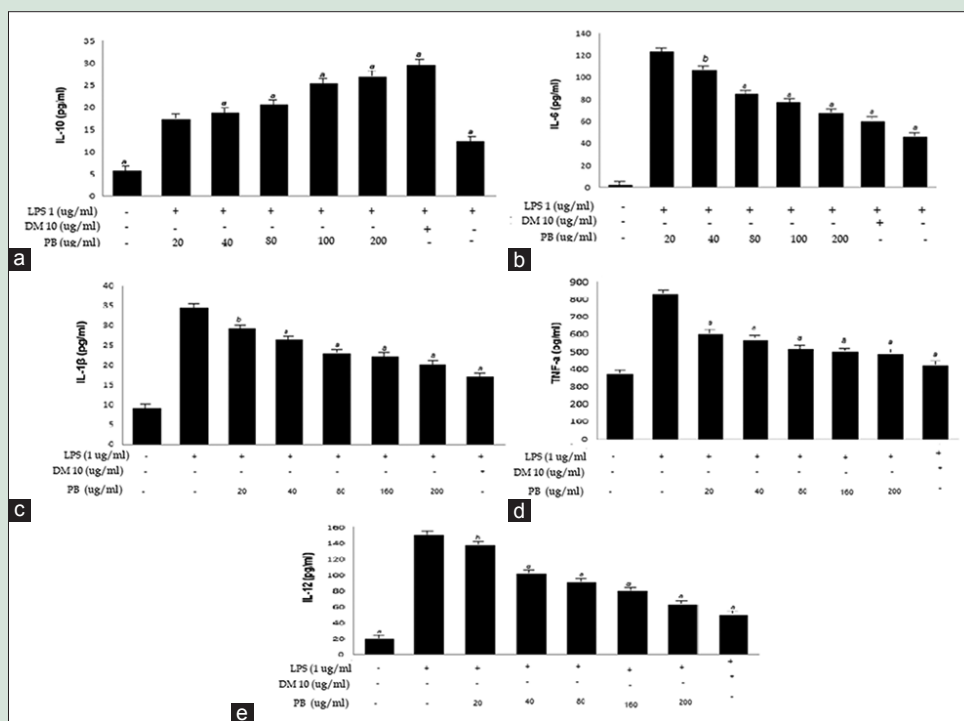 35
30
25
20
15
10
5
0
IL-10 (pg/ml)
a a a a a a a
LPS 1 (ug/ml) - + + + + + + +
DM 10 (ug/ml) - - - - - - + -
PB (ug/ml) - 20 40 80 100 200 - -
a
140
120
100
80
60
40
20
0
IL-6 (pg/ml)
b a a a a a
LPS 1 (ug/ml) - + + + + + + +
DM 10 (ug/ml) - - - - - - + -
PB (ug/ml) - 20 40 80 100 200 - -
b
40
35
30
25
20
15
10
5
0
IL-1β (pg/ml)
b a a a a a
LPS (1 ug/ml) - + + + + + + +
DM 10 (ug/ml) - - - - - - -
PB (ug/ml) - - 20 40 80 160 200 -
c
900
800
700
600
500
400
300
200
100
0
TNF-a (pg/ml)
a a a a a a
LPS (1 ug/ml - + + + + + + +
DM 10 (ug/ml) - - - - - - -
PB (ug/ml) - - 20 40 80 160 200 -
d
160
140
120
100
80
60
40
20
0
IL-12 (pg/ml)
a a a a a a
LPS (1 ug/ml - + + + + + + +
DM 10 (ug/ml) - - - - - - -
PB (ug/ml) - - 20 40 80 160 200 -
e